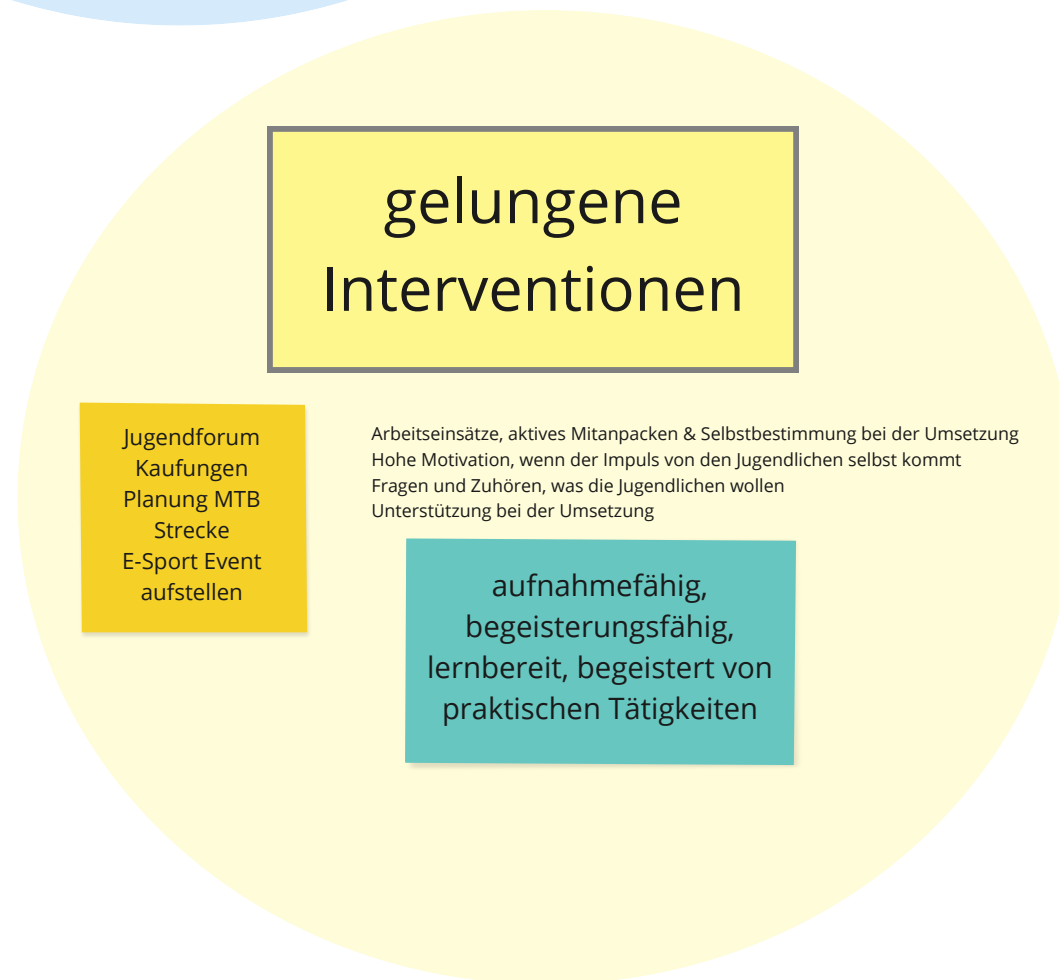 gelungene
Interventionen
Jugendforum
Kaufungen
Planung MTB
Strecke
E-Sport Event
aufstellen
Arbeitseinsätze, aktives Mitanpacken & Selbstbestimmung bei der Umsetzung
Hohe Motivation, wenn der Impuls von den Jugendlichen selbst kommt
Fragen und Zuhören, was die Jugendlichen wollen
Unterstützung bei der Umsetzung
aufnahmefähig,
begeisterungsfähig,
lernbereit, begeistert von
praktischen Tätigkeiten